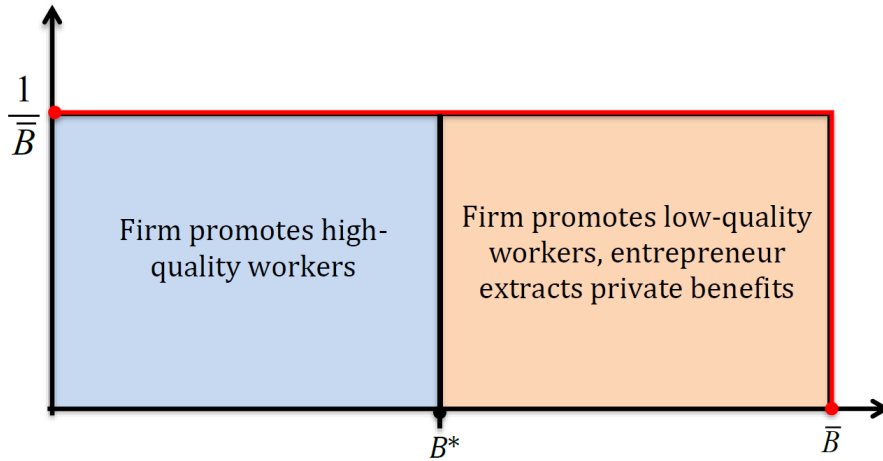 1
B̅
Firm promotes high-
quality workers
Firm promotes low-quality
workers, entrepreneur
extracts private benefits
B*
B̅